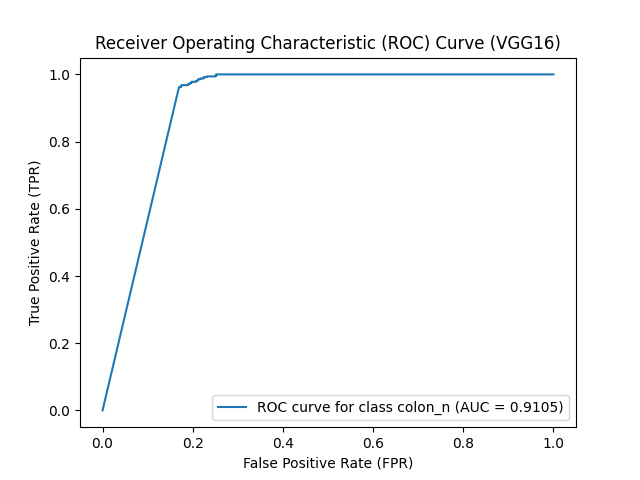 Receiver Operating Characteristic (ROC) Curve (VGG16)
1.0
0.8
0.6
0.4
0.2
0.0
True Positive Rate (TPR)
ROC curve for class colon_n (AUC = 0.9105)
0.0 0.2 0.4 0.6 0.8 1.0
False Positive Rate (FPR)